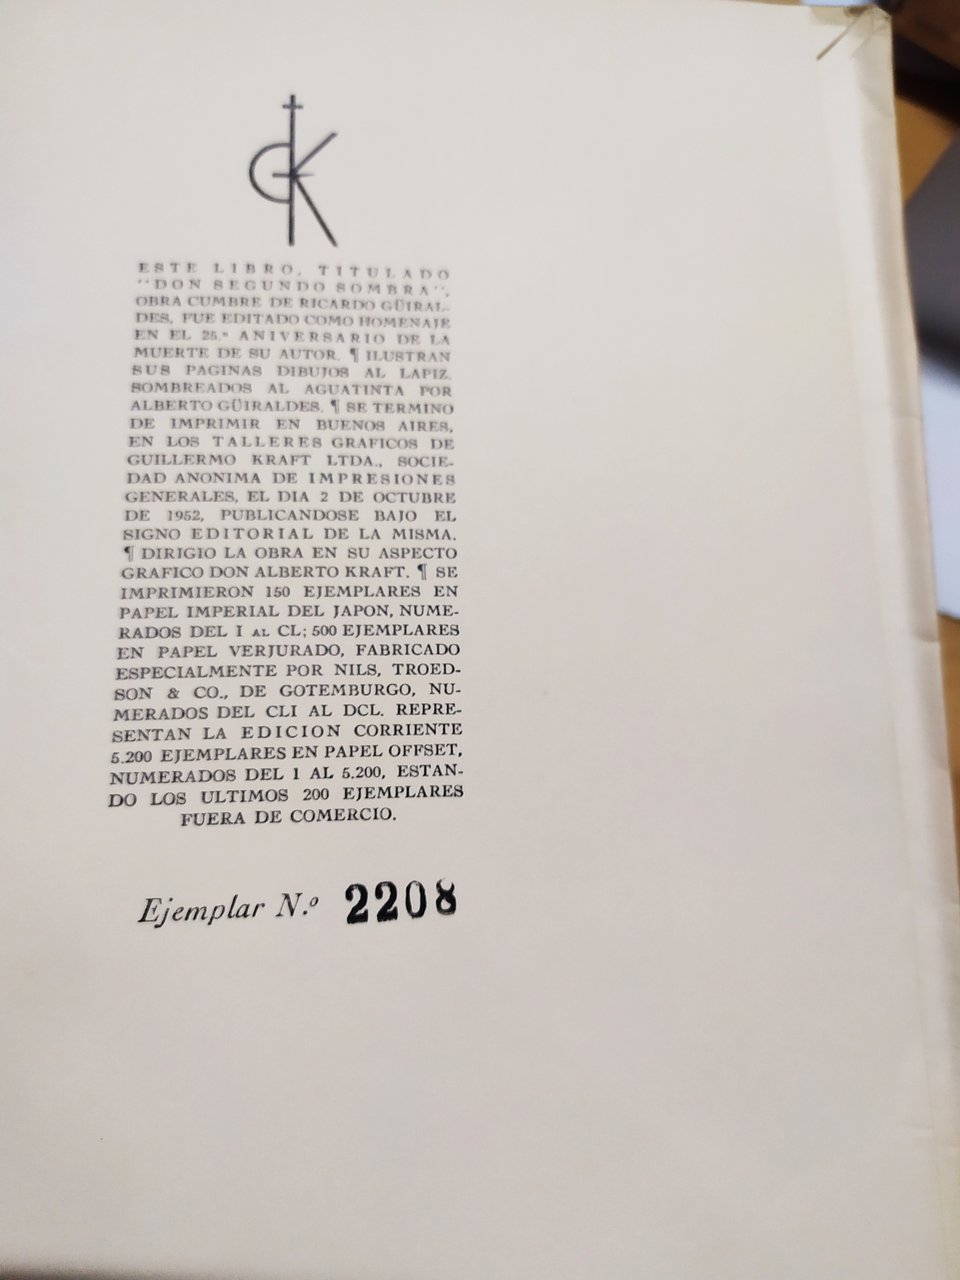 GK
ESTE LIBRO, TITULADO
"DON SEGUNDO SOMBRA",
OBRA CUMBRE DE RICARDO GÜIRAL-
DES, FUE EDITADO COMO HOMENAJE
EN EL 25.º ANIVERSARIO DE LA
MUERTE DE SU AUTOR. ¶ ILUSTRAN
SUS PAGINAS DIBUJOS AL LAPIZ,
SOMBREADOS AL AGUATINTA POR
ALBERTO GÜIRALDES. ¶ SE TERMINO
DE IMPRIMIR EN BUENOS AIRES,
EN LOS TALLERES GRAFICOS DE
GUILLERMO KRAFT LTDA., SOCIE-
DAD ANONIMA DE IMPRESIONES
GENERALES, EL DIA 2 DE OCTUBRE
DE 1952, PUBLICANDOSE BAJO EL
SIGNO EDITORIAL DE LA MISMA.
¶ DIRIGIO LA OBRA EN SU ASPECTO
GRAFICO DON ALBERTO KRAFT. ¶ SE
IMPRIMIERON 150 EJEMPLARES EN
PAPEL IMPERIAL DEL JAPON, NUME-
RADOS DEL I AL CL; 500 EJEMPLARES
EN PAPEL VERJURADO, FABRICADO
ESPECIALMENTE POR NILS, TROED-
SON & CO., DE GOTEMBURGO, NU-
MERADOS DEL CLI AL DCL. REPRE-
SENTAN LA EDICION CORRIENTE
5.200 EJEMPLARES EN PAPEL OFFSET,
NUMERADOS DEL 1 AL 5.200, ESTAN-
DO LOS ULTIMOS 200 EJEMPLARES
FUERA DE COMERCIO.
Ejemplar N.º 2208